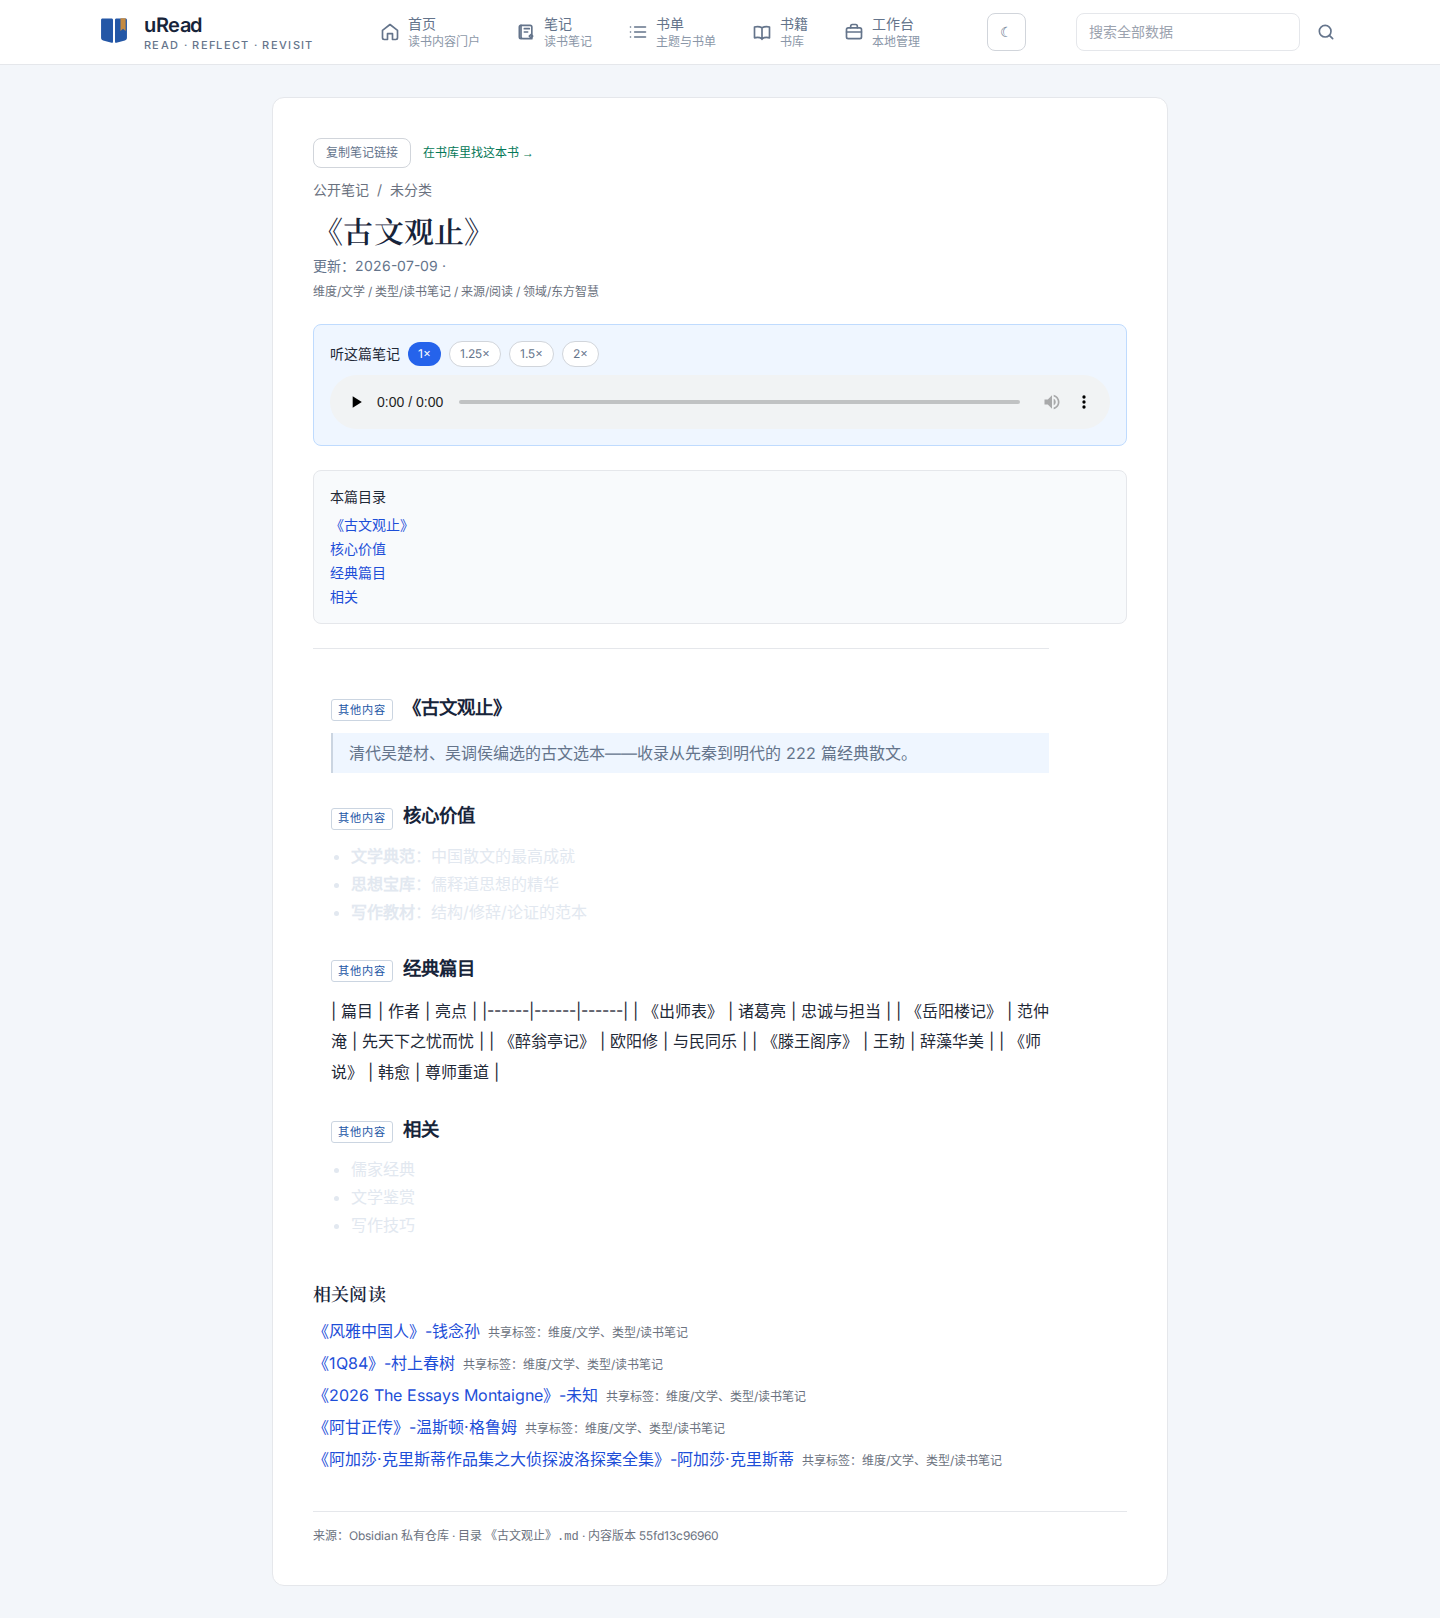 uRead
READ · REFLECT · REVISIT
首页
读书内容门户
笔记
读书笔记
书单
主题与书单
书籍
书库
工作台
本地管理
搜索全部数据
复制笔记链接 在书库里找这本书 →
公开笔记 / 未分类
《古文观止》
更新：2026-07-09 ·
维度/文学 / 类型/读书笔记 / 来源/阅读 / 领域/东方智慧
听这篇笔记 1× 1.25× 1.5× 2×
0:00 / 0:00
本篇目录
《古文观止》
核心价值
经典篇目
相关
其他内容 《古文观止》
清代吴楚材、吴调侯编选的古文选本——收录从先秦到明代的 222 篇经典散文。
其他内容 核心价值
• 文学典范：中国散文的最高成就
• 思想宝库：儒释道思想的精华
• 写作教材：结构/修辞/论证的范本
其他内容 经典篇目
| 篇目 | 作者 | 亮点 | |------|------|------| | 《出师表》 | 诸葛亮 | 忠诚与担当 | | 《岳阳楼记》 | 范仲
淹 | 先天下之忧而忧 | | 《醉翁亭记》 | 欧阳修 | 与民同乐 | | 《滕王阁序》 | 王勃 | 辞藻华美 | | 《师
说》 | 韩愈 | 尊师重道 |
其他内容 相关
• 儒家经典
• 文学鉴赏
• 写作技巧
相关阅读
《风雅中国人》-钱念孙 共享标签：维度/文学、类型/读书笔记
《1Q84》-村上春树 共享标签：维度/文学、类型/读书笔记
《2026 The Essays Montaigne》-未知 共享标签：维度/文学、类型/读书笔记
《阿甘正传》-温斯顿·格鲁姆 共享标签：维度/文学、类型/读书笔记
《阿加莎·克里斯蒂作品集之大侦探波洛探案全集》-阿加莎·克里斯蒂 共享标签：维度/文学、类型/读书笔记
来源：Obsidian 私有仓库 · 目录 《古文观止》.md · 内容版本 55fd13c96960